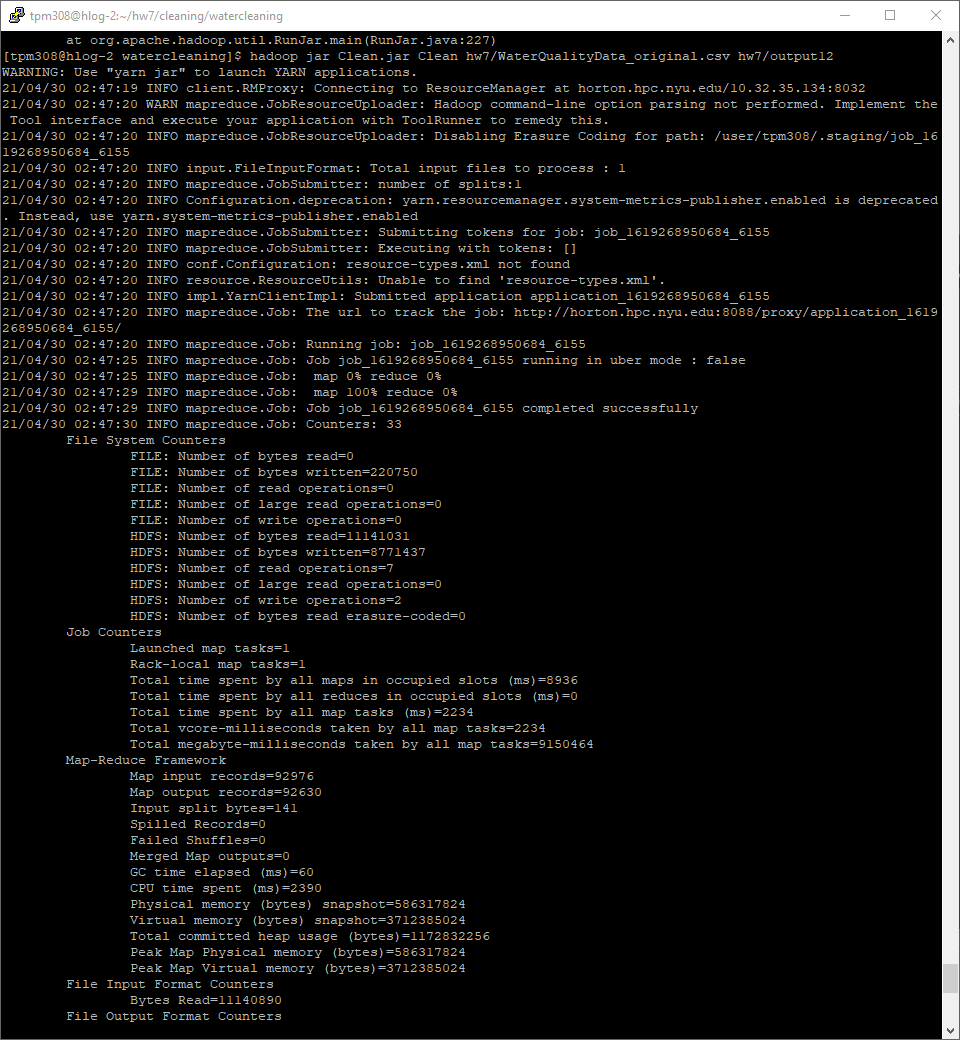 tpm308@hlog-2:~/hw7/cleaning/watercleaning
        at org.apache.hadoop.util.RunJar.main(RunJar.java:227)
[tpm308@hlog-2 watercleaning]$ hadoop jar Clean.jar Clean hw7/WaterQualityData_original.csv hw7/output12
WARNING: Use "yarn jar" to launch YARN applications.
21/04/30 02:47:19 INFO client.RMProxy: Connecting to ResourceManager at horton.hpc.nyu.edu/10.32.35.134:8032
21/04/30 02:47:20 WARN mapreduce.JobResourceUploader: Hadoop command-line option parsing not performed. Implement the
 Tool interface and execute your application with ToolRunner to remedy this.
21/04/30 02:47:20 INFO mapreduce.JobResourceUploader: Disabling Erasure Coding for path: /user/tpm308/.staging/job_16
19268950684_6155
21/04/30 02:47:20 INFO input.FileInputFormat: Total input files to process : 1
21/04/30 02:47:20 INFO mapreduce.JobSubmitter: number of splits:1
21/04/30 02:47:20 INFO Configuration.deprecation: yarn.resourcemanager.system-metrics-publisher.enabled is deprecated
. Instead, use yarn.system-metrics-publisher.enabled
21/04/30 02:47:20 INFO mapreduce.JobSubmitter: Submitting tokens for job: job_1619268950684_6155
21/04/30 02:47:20 INFO mapreduce.JobSubmitter: Executing with tokens: []
21/04/30 02:47:20 INFO conf.Configuration: resource-types.xml not found
21/04/30 02:47:20 INFO resource.ResourceUtils: Unable to find 'resource-types.xml'.
21/04/30 02:47:20 INFO impl.YarnClientImpl: Submitted application application_1619268950684_6155
21/04/30 02:47:20 INFO mapreduce.Job: The url to track the job: http://horton.hpc.nyu.edu:8088/proxy/application_1619
268950684_6155/
21/04/30 02:47:20 INFO mapreduce.Job: Running job: job_1619268950684_6155
21/04/30 02:47:25 INFO mapreduce.Job: Job job_1619268950684_6155 running in uber mode : false
21/04/30 02:47:25 INFO mapreduce.Job:  map 0% reduce 0%
21/04/30 02:47:29 INFO mapreduce.Job:  map 100% reduce 0%
21/04/30 02:47:29 INFO mapreduce.Job: Job job_1619268950684_6155 completed successfully
21/04/30 02:47:30 INFO mapreduce.Job: Counters: 33
        File System Counters
                FILE: Number of bytes read=0
                FILE: Number of bytes written=220750
                FILE: Number of read operations=0
                FILE: Number of large read operations=0
                FILE: Number of write operations=0
                HDFS: Number of bytes read=11141031
                HDFS: Number of bytes written=8771437
                HDFS: Number of read operations=7
                HDFS: Number of large read operations=0
                HDFS: Number of write operations=2
                HDFS: Number of bytes read erasure-coded=0
        Job Counters
                Launched map tasks=1
                Rack-local map tasks=1
                Total time spent by all maps in occupied slots (ms)=8936
                Total time spent by all reduces in occupied slots (ms)=0
                Total time spent by all map tasks (ms)=2234
                Total vcore-milliseconds taken by all map tasks=2234
                Total megabyte-milliseconds taken by all map tasks=9150464
        Map-Reduce Framework
                Map input records=92976
                Map output records=92630
                Input split bytes=141
                Spilled Records=0
                Failed Shuffles=0
                Merged Map outputs=0
                GC time elapsed (ms)=60
                CPU time spent (ms)=2390
                Physical memory (bytes) snapshot=586317824
                Virtual memory (bytes) snapshot=3712385024
                Total committed heap usage (bytes)=1172832256
                Peak Map Physical memory (bytes)=586317824
                Peak Map Virtual memory (bytes)=3712385024
        File Input Format Counters
                Bytes Read=11140890
        File Output Format Counters